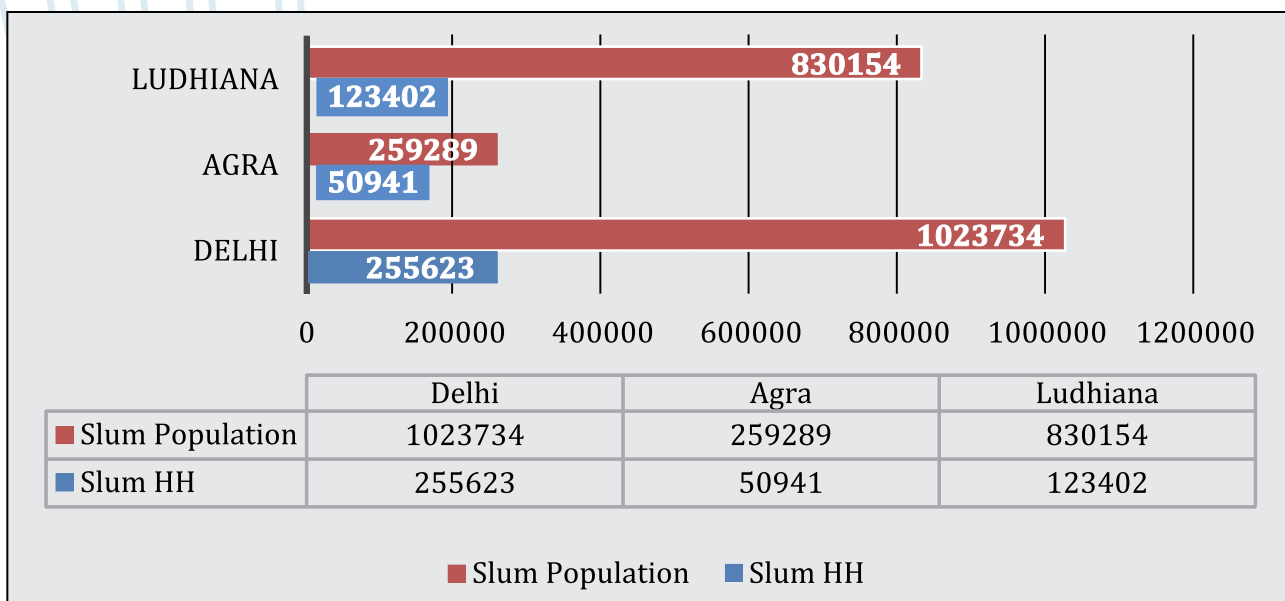 LUDHIANA 830154
123402
AGRA 259289
50941
DELHI 1023734
255623
0 200000 400000 600000 800000 1000000 1200000
Delhi Agra Ludhiana
Slum Population 1023734 259289 830154
Slum HH 255623 50941 123402
Slum Population Slum HH